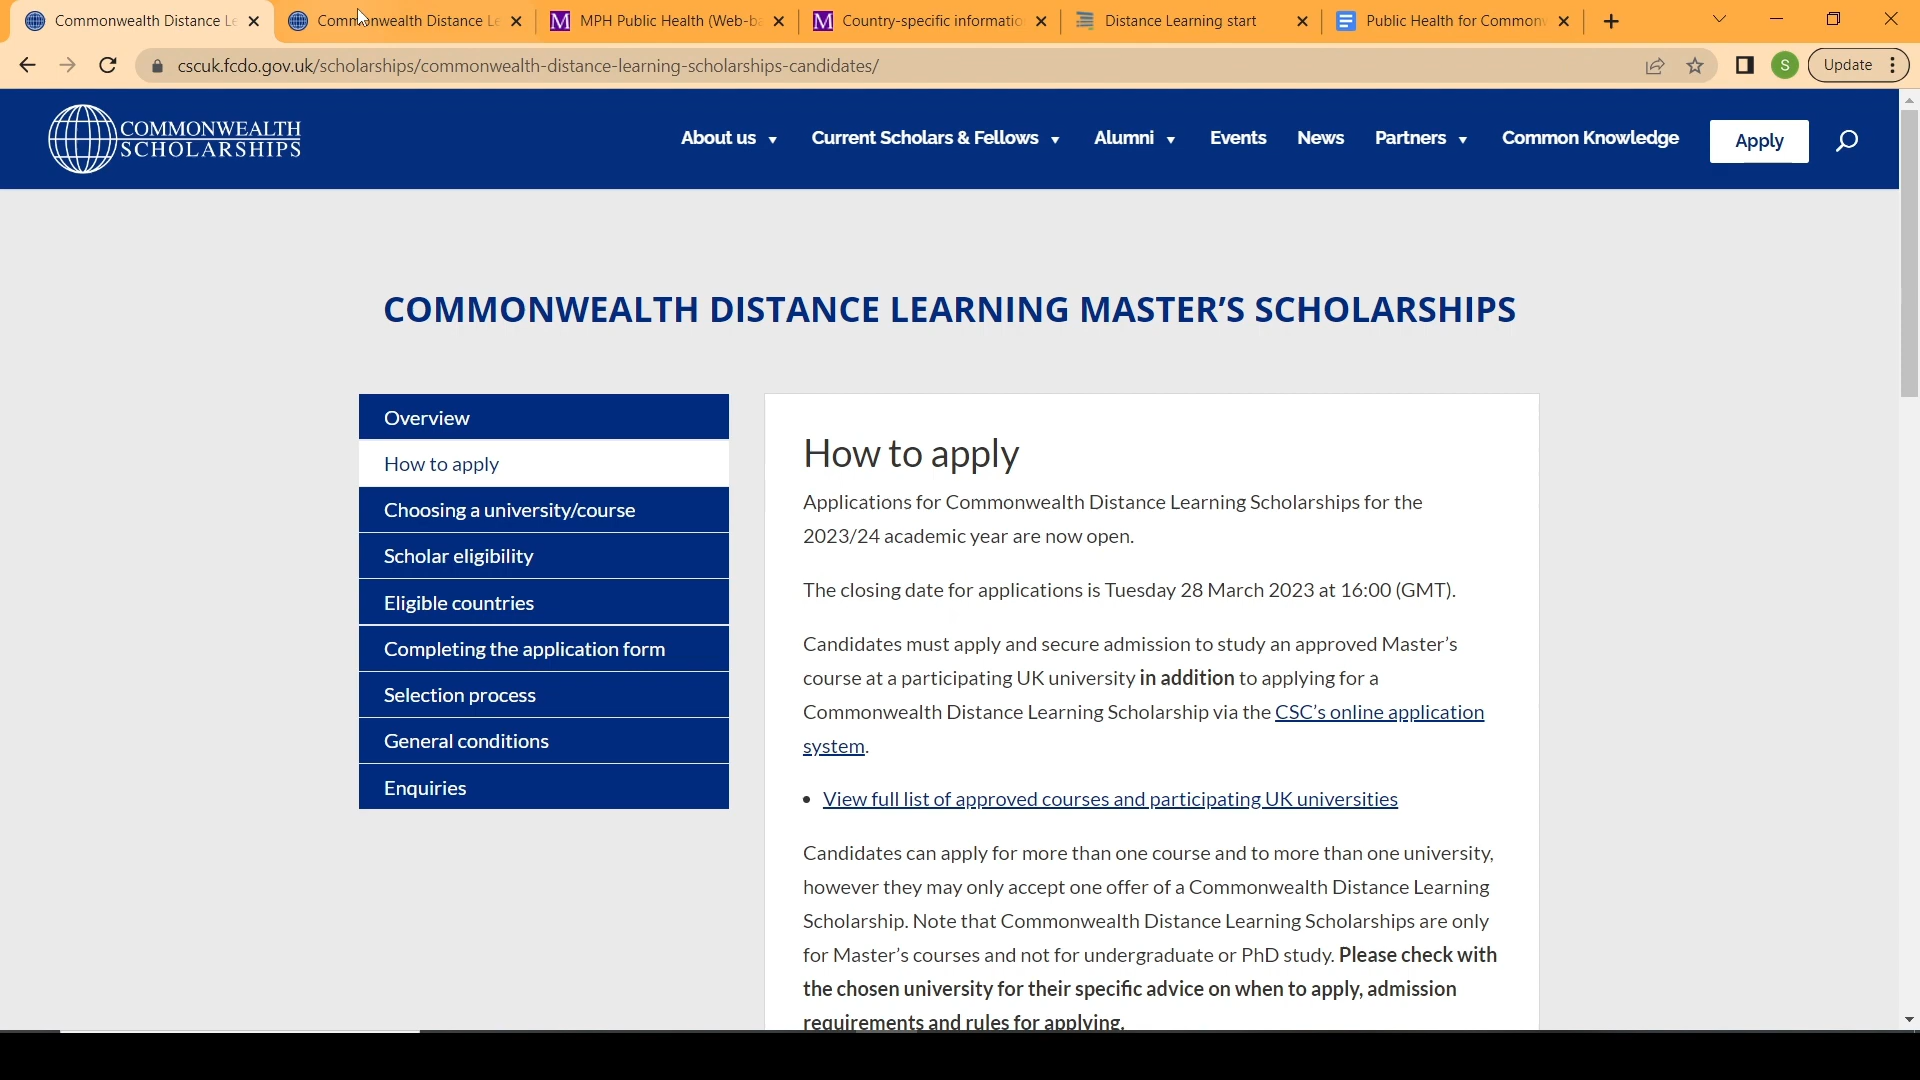 Commonwealth Distance Le
Commonwealth Distance Le
MPH Public Health (Web-ba
Country-specific informatio
Distance Learning start
Public Health for Common
cscuk.fcdo.gov.uk/scholarships/commonwealth-distance-learning-scholarships-candidates/
S
Update
COMMONWEALTH
SCHOLARSHIPS
About us
Current Scholars & Fellows
Alumni
Events
News
Partners
Common Knowledge
Apply
COMMONWEALTH DISTANCE LEARNING MASTER’S SCHOLARSHIPS
Overview
How to apply
Choosing a university/course
Scholar eligibility
Eligible countries
Completing the application form
Selection process
General conditions
Enquiries
How to apply
Applications for Commonwealth Distance Learning Scholarships for the
2023/24 academic year are now open.
The closing date for applications is Tuesday 28 March 2023 at 16:00 (GMT).
Candidates must apply and secure admission to study an approved Master’s
course at a participating UK university in addition to applying for a
Commonwealth Distance Learning Scholarship via the CSC’s online application
system.
• View full list of approved courses and participating UK universities
Candidates can apply for more than one course and to more than one university,
however they may only accept one offer of a Commonwealth Distance Learning
Scholarship. Note that Commonwealth Distance Learning Scholarships are only
for Master’s courses and not for undergraduate or PhD study. Please check with
the chosen university for their specific advice on when to apply, admission
requirements and rules for applying.